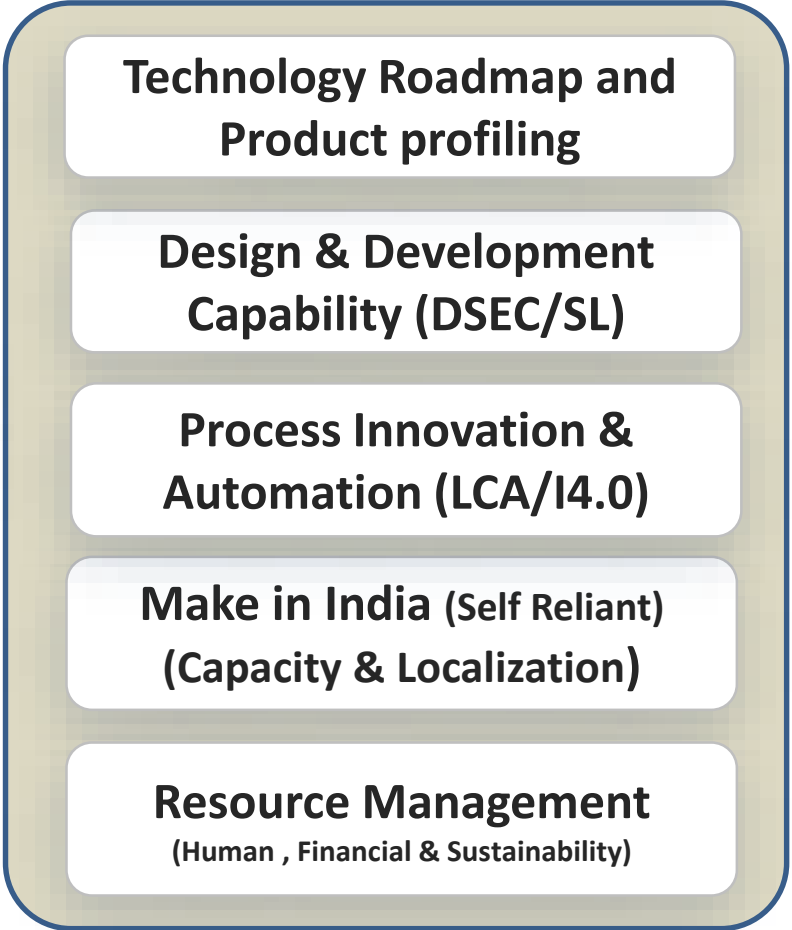 Technology Roadmap and
Product profiling
Design & Development
Capability (DSEC/SL)
Process Innovation &
Automation (LCA/I4.0)
Make in India (Self Reliant)
(Capacity & Localization)
Resource Management
(Human , Financial & Sustainability)